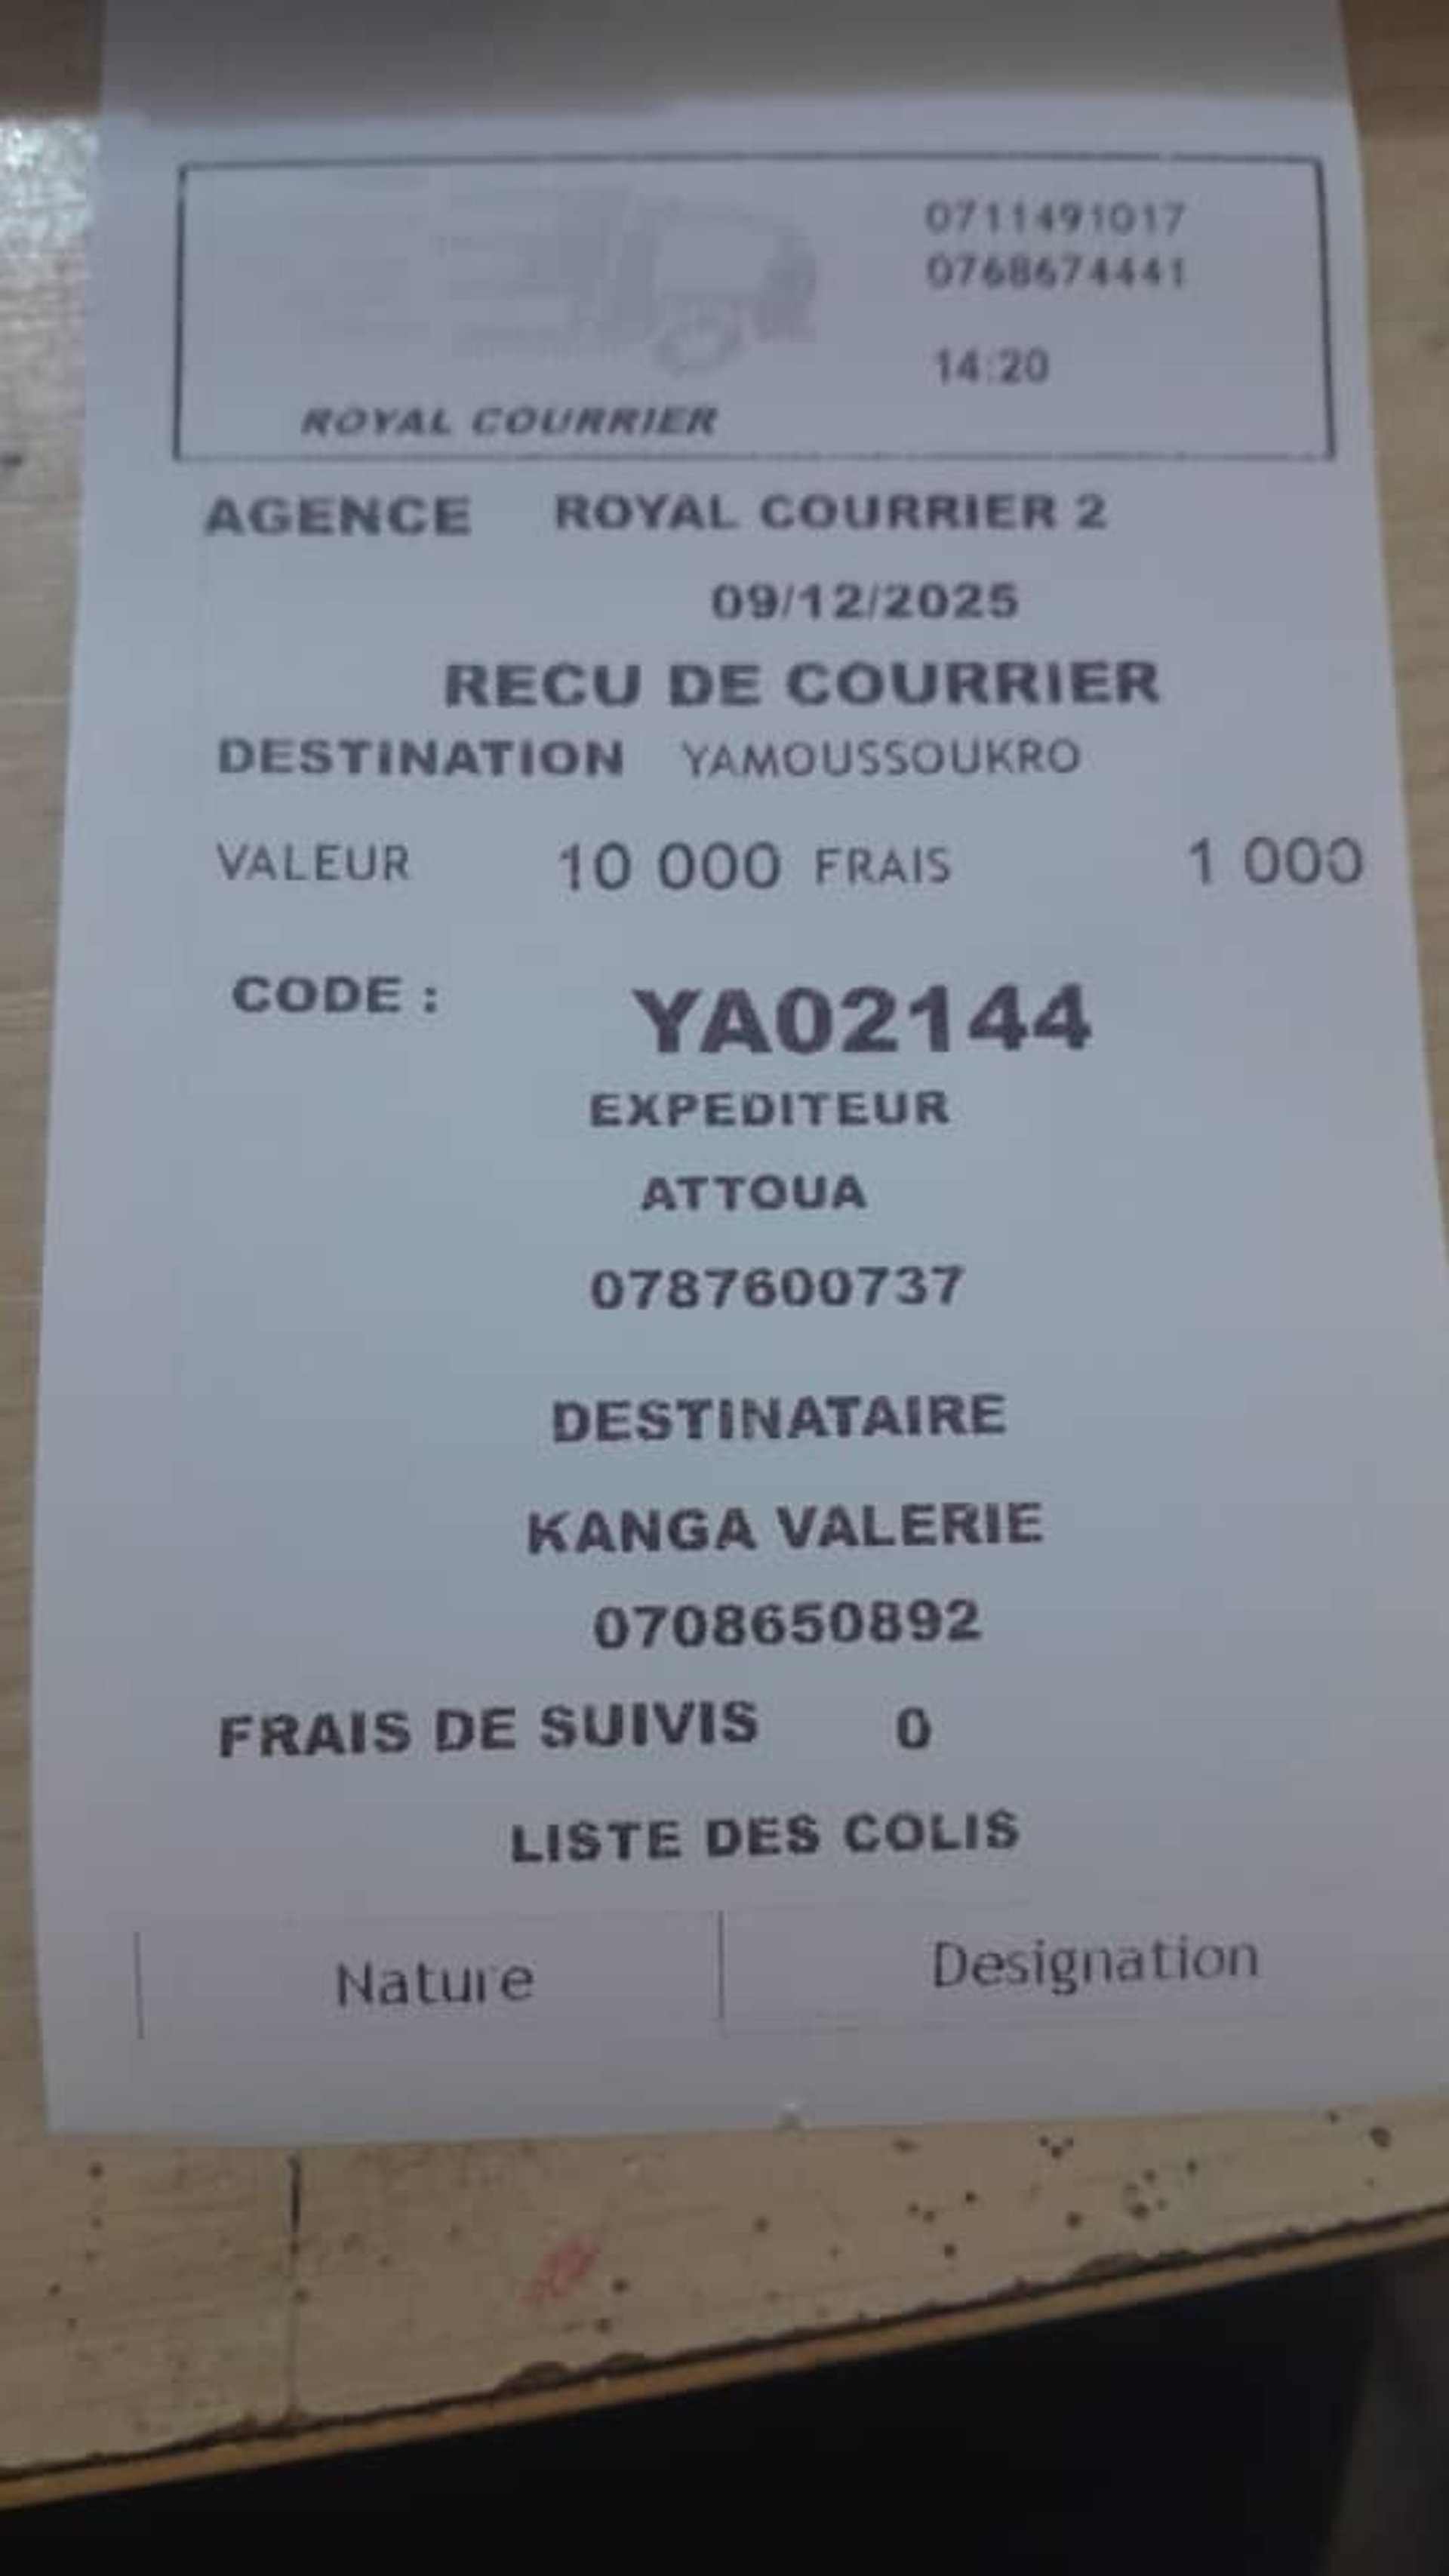 0711491017
0768674441
14:20
ROYAL COURRIER
AGENCE ROYAL COURRIER 2
09/12/2025
RECU DE COURRIER
DESTINATION YAMOUSSOUKRO
VALEUR 10 000 FRAIS 1 000
CODE : YA02144
EXPEDITEUR
ATTOUA
0787600737
DESTINATAIRE
KANGA VALERIE
0708650892
FRAIS DE SUIVIS 0
LISTE DES COLIS
Nature Designation